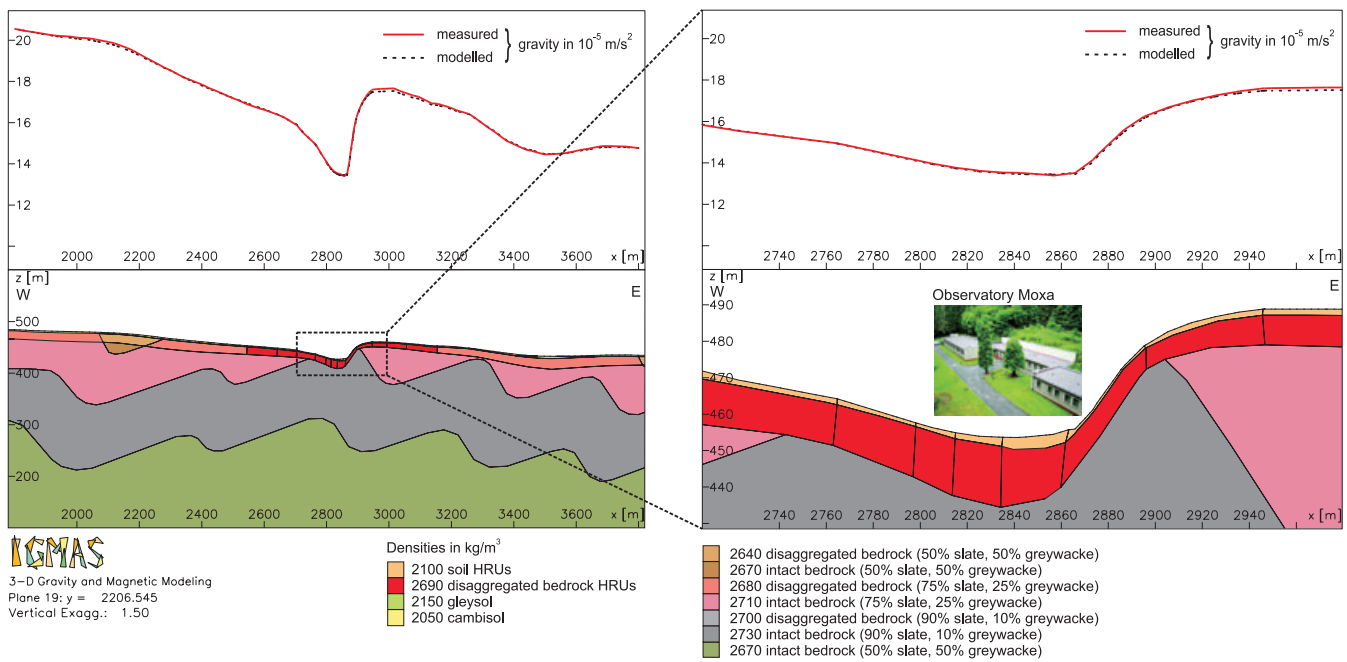 measured
modelled
} gravity in 10⁻⁵ m/s²
20
18
16
14
12
2000 2200 2400 2600 2800 3000 3200 3600 x [m]
z [m]
W
E
500
400
300
200
2000 2200 2400 2600 2800 3000 3200 3400 3600 x [m]
measured
modelled
} gravity in 10⁻⁵ m/s²
20
18
16
14
12
2740 2760 2800 2820 2840 2860 2880 2900 2920 2940 x [m]
z [m]
W
E
Observatory Moxa
490
480
470
460
450
440
2740 2760 2800 2820 2840 2860 2880 2900 2920 2940 x [m]
IGMAS
3-D Gravity and Magnetic Modeling
Plane 19: y = 2206.545
Vertical Exagg.: 1.50
Densities in kg/m³
2100 soil HRUs
2690 disaggregated bedrock HRUs
2150 gleysol
2050 cambisol
2640 disaggregated bedrock (50% slate, 50% greywacke)
2670 intact bedrock (50% slate, 50% greywacke)
2680 disaggregated bedrock (75% slate, 25% greywacke)
2710 intact bedrock (75% slate, 25% greywacke)
2700 disaggregated bedrock (90% slate, 10% greywacke)
2730 intact bedrock (90% slate, 10% greywacke)
2670 intact bedrock (50% slate, 50% greywacke)